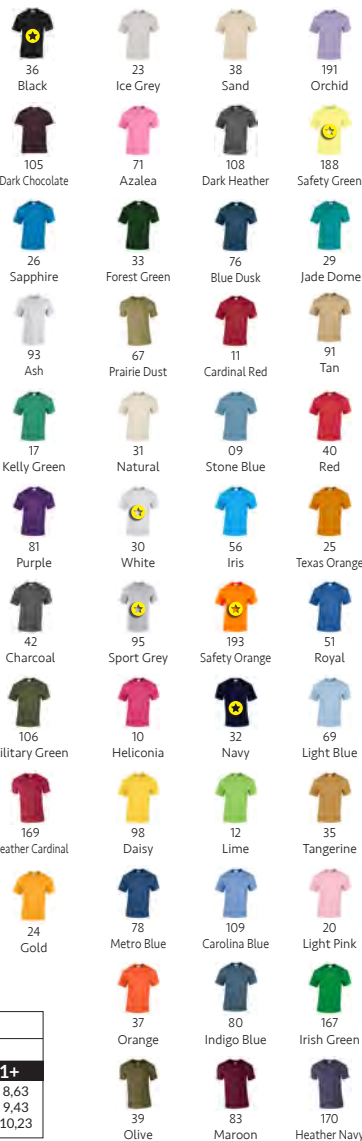 36 23 38 191
Black Ice Grey Sand Orchid
105 71 108 188
Dark Chocolate Azalea Dark Heather Safety Green
26 33 76 29
Sapphire Forest Green Blue Dusk Jade Dome
93 67 11 91
Ash Prairie Dust Cardinal Red Tan
17 31 09 40
Kelly Green Natural Stone Blue Red
81 30 56 25
Purple White Iris Texas Orange
42 95 193 51
Charcoal Sport Grey Safety Orange Royal
106 10 32 69
ilitary Green Heliconia Navy Light Blue
169 98 12 35
eather Cardinal Daisy Lime Tangerine
24 78 109 20
Gold Metro Blue Carolina Blue Light Pink
37 80 167
Orange Indigo Blue Irish Green
1+
8,63
9,43
10,23
39 83 170
Olive Maroon Heather Navy